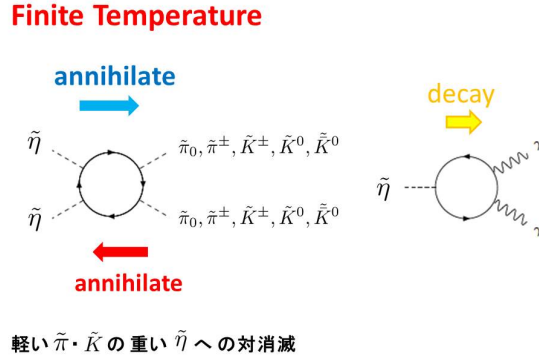 Finite Temperature
annihilate
decay
η̃
π̃₀, π̃±, K̃±, K̃⁰, K̃̄⁰
η̃
η̃
π̃₀, π̃±, K̃±, K̃⁰, K̃̄⁰
annihilate
軽い π̃・K̃ の 重い η̃ へ の対消滅